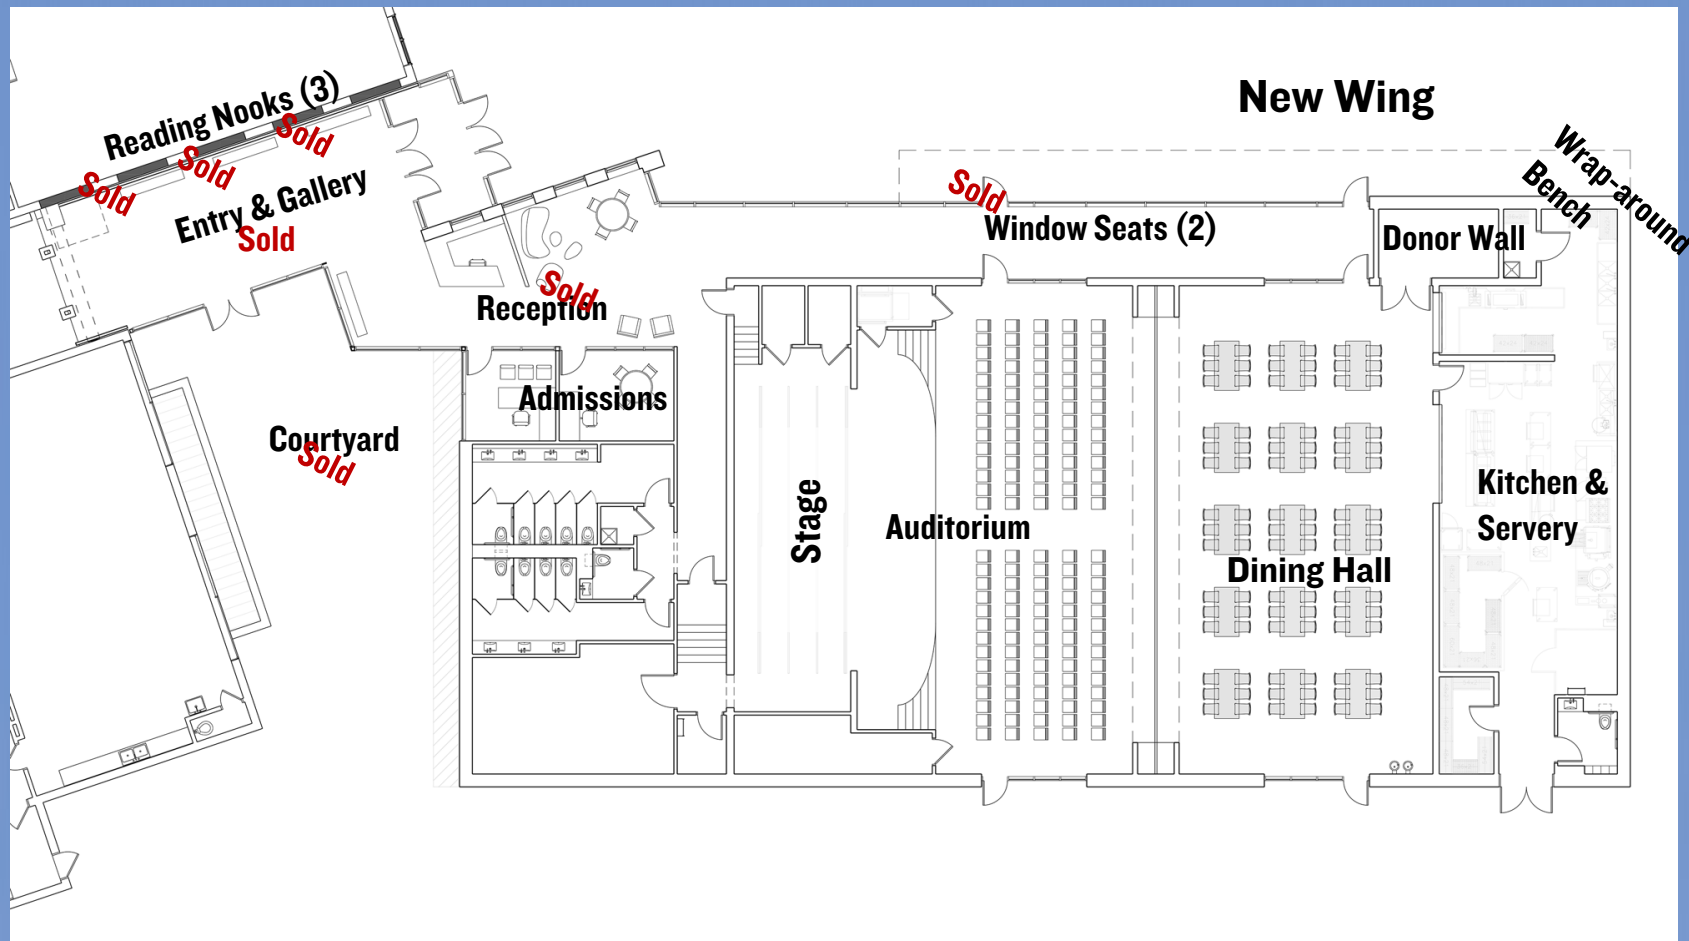 New Wing
Reading Nooks (3)
Sold
Sold
Sold
Entry & Gallery
Sold
Wrap-around
Bench
Sold
Window Seats (2)
Donor Wall
Sold
Reception
Admissions
Courtyard
Sold
Stage
Auditorium
Dining Hall
Kitchen &
Servery